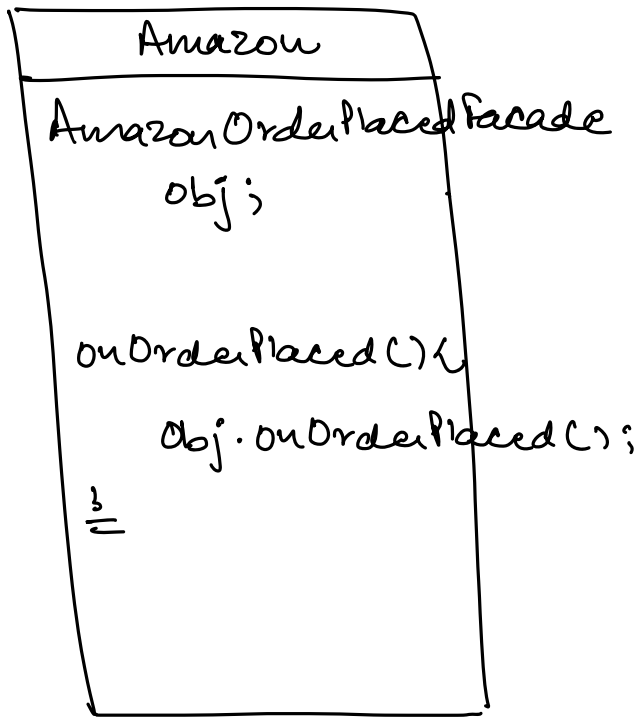 Amazon
AmazonOrderPlacedFacade
obj;
onOrderPlaced(){
obj.onOrderPlaced();
}